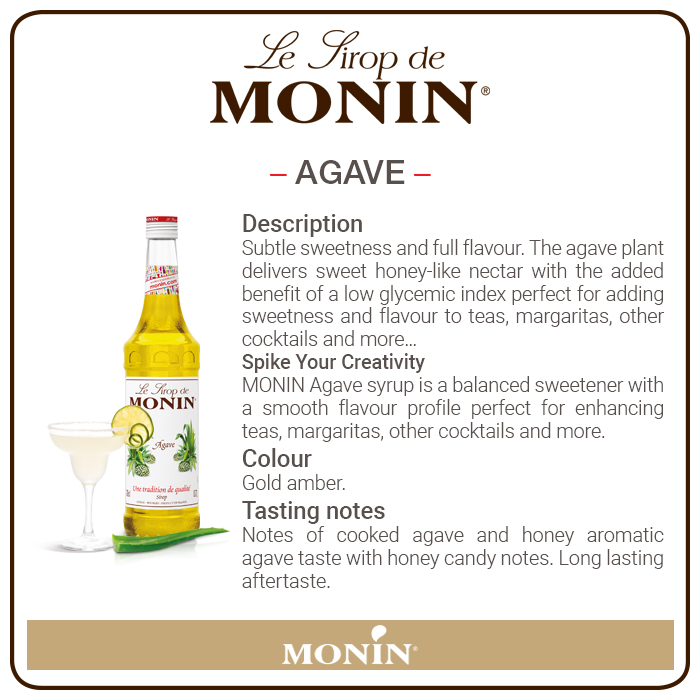 Le Sirop de
MONIN®
– AGAVE –
Description
Subtle sweetness and full flavour. The agave plant
delivers sweet honey-like nectar with the added
benefit of a low glycemic index perfect for adding
sweetness and flavour to teas, margaritas, other
cocktails and more...
Spike Your Creativity
MONIN Agave syrup is a balanced sweetener with
a smooth flavour profile perfect for enhancing
teas, margaritas, other cocktails and more.
Colour
Gold amber.
Tasting notes
Notes of cooked agave and honey aromatic
agave taste with honey candy notes. Long lasting
aftertaste.
MONIN
monin.com
Le Sirop de
MONIN
Agave
Une tradition de qualité
Sirop
MONIN®